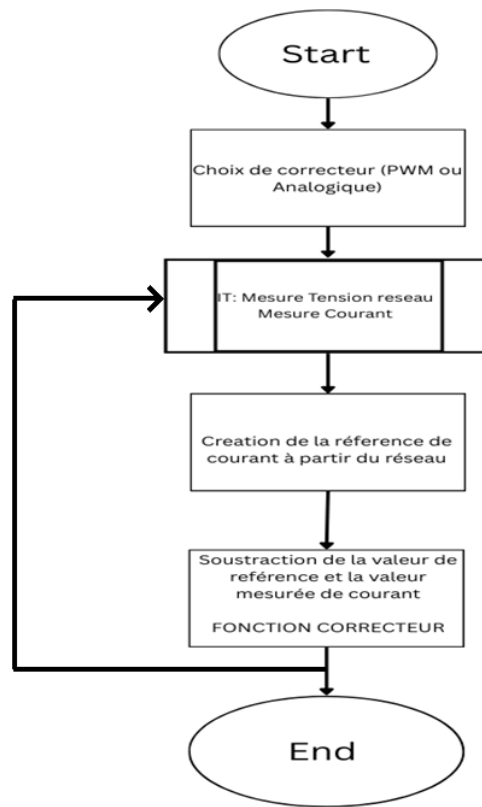 Start
Choix de correcteur (PWM ou
Analogique)
IT: Mesure Tension reseau
Mesure Courant
Creation de la réference de
courant à partir du réseau
Soustraction de la valeur de
reférence et la valeur
mesurée de courant
FONCTION CORRECTEUR
End